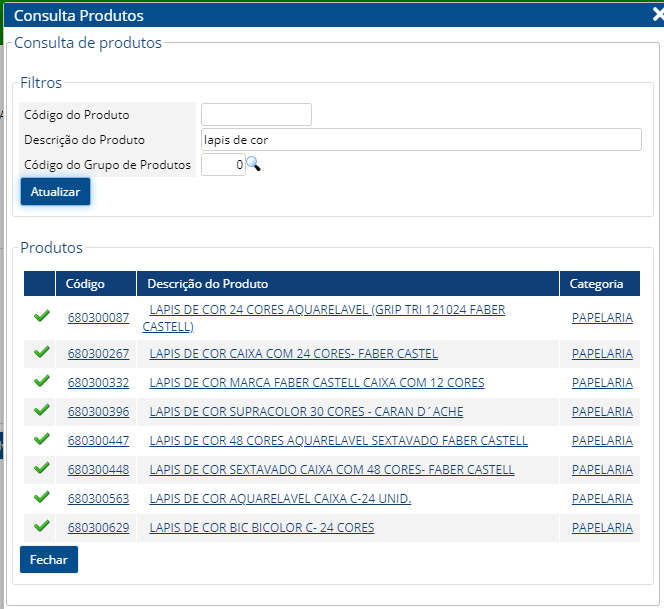 Consulta Produtos
Consulta de produtos
Filtros
Código do Produto
Descrição do Produto lapis de cor
Código do Grupo de Produtos 0
Atualizar
Produtos
Código Descrição do Produto Categoria
680300087 LAPIS DE COR 24 CORES AQUARELAVEL (GRIP TRI 121024 FABER CASTELL) PAPELARIA
680300267 LAPIS DE COR CAIXA COM 24 CORES- FABER CASTEL PAPELARIA
680300332 LAPIS DE COR MARCA FABER CASTELL CAIXA COM 12 CORES PAPELARIA
680300396 LAPIS DE COR SUPRACOLOR 30 CORES - CARAN D´ACHE PAPELARIA
680300447 LAPIS DE COR 48 CORES AQUARELAVEL SEXTAVADO FABER CASTELL PAPELARIA
680300448 LAPIS DE COR SEXTAVADO CAIXA COM 48 CORES- FABER CASTELL PAPELARIA
680300563 LAPIS DE COR AQUARELAVEL CAIXA C-24 UNID. PAPELARIA
680300629 LAPIS DE COR BIC BICOLOR C- 24 CORES PAPELARIA
Fechar